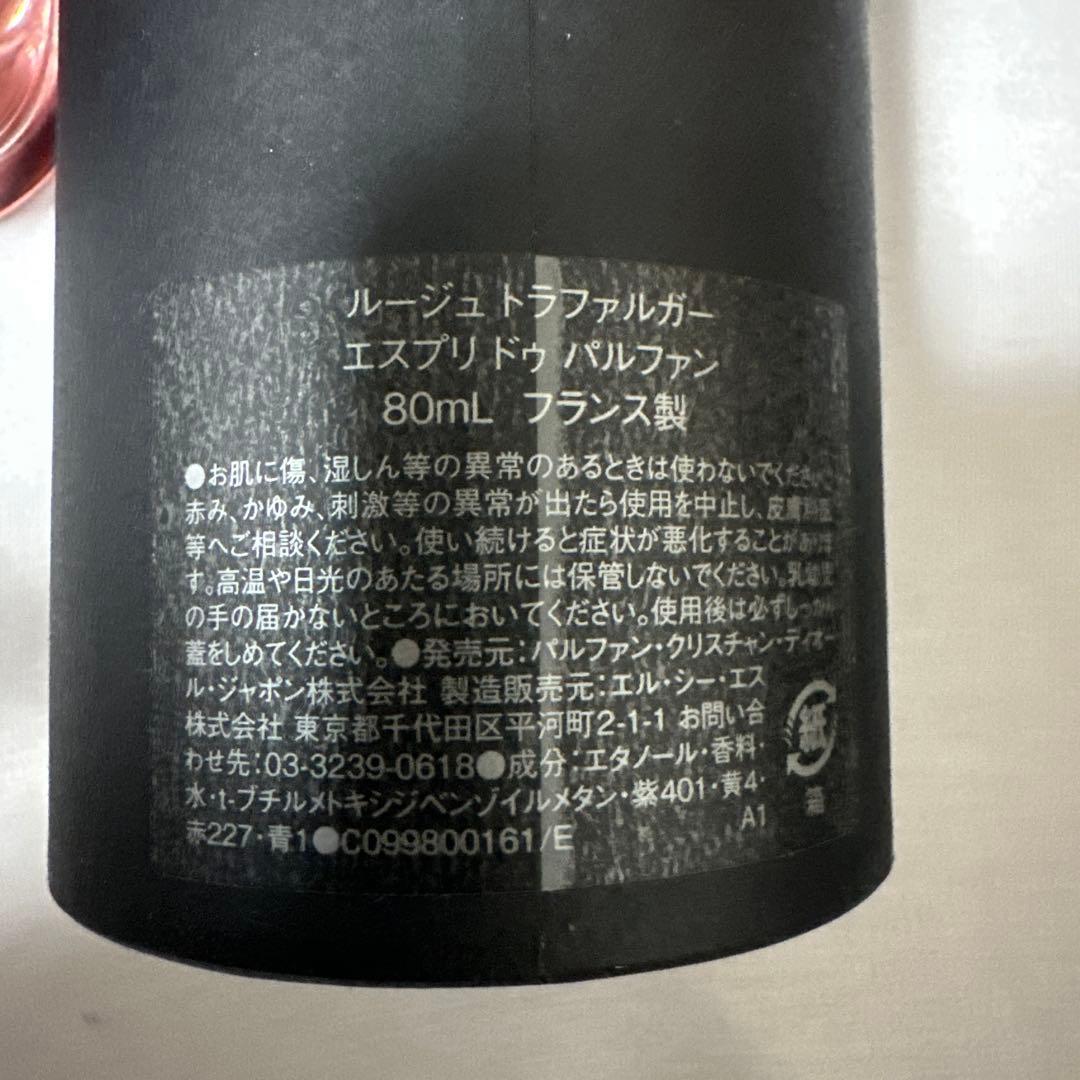 ルージュ トラファルガー
エスプリ ドゥ パルファン
80mL フランス製
●お肌に傷、湿しん等の異常のあるときは使わないでください。
赤み、かゆみ、刺激等の異常が出たら使用を中止し、皮膚科医
等へご相談ください。使い続けると症状が悪化することがありま
す。高温や日光のあたる場所には保管しないでください。乳幼児
の手の届かないところにおいてください。使用後は必ずしっかり
蓋をしめてください。●発売元:パルファン・クリスチャン・ディオー
ル・ジャポン株式会社 製造販売元:エル・シー・エス
株式会社 東京都千代田区平河町2-1-1 お問い合
わせ先:03-3239-0618●成分:エタノール・香料・
水・t-ブチルメトキシジベンゾイルメタン・紫401・黄4・
赤227・青1●C099800161/E
A1
紙
箱